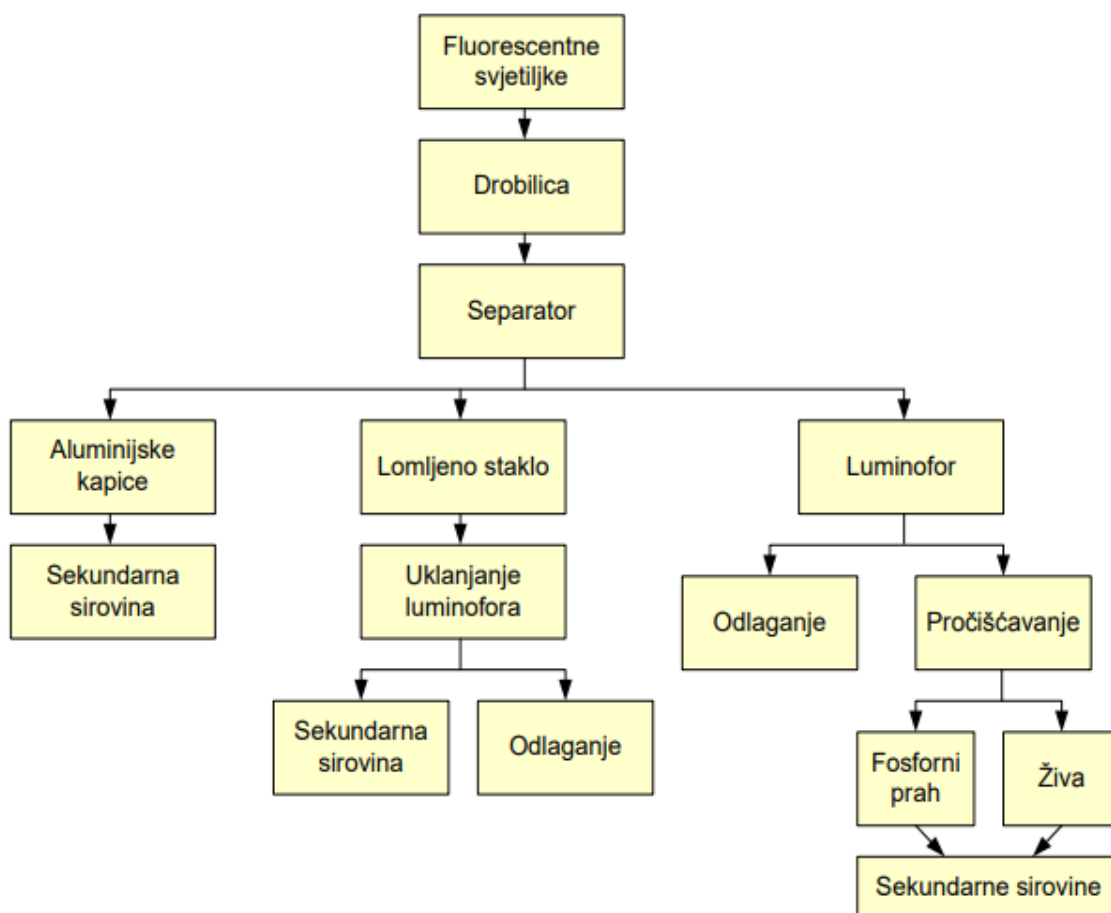 Fluorescentne
svjetiljke
Drobilica
Separator
Aluminijske
kapice
Lomljeno staklo
Luminofor
Sekundarna
sirovina
Uklanjanje
luminofora
Odlaganje
Pročišćavanje
Sekundarna
sirovina
Odlaganje
Fosforni
prah
Živa
Sekundarne sirovine